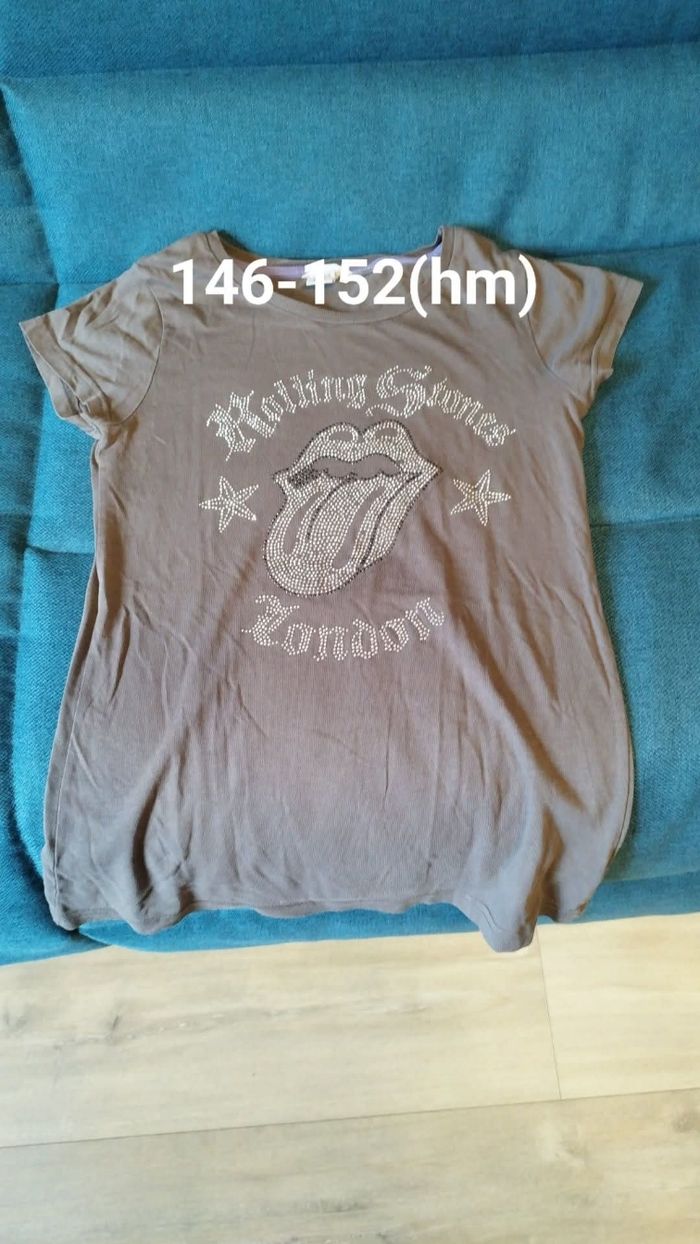 146-152(hm)
Rolling Stones
London